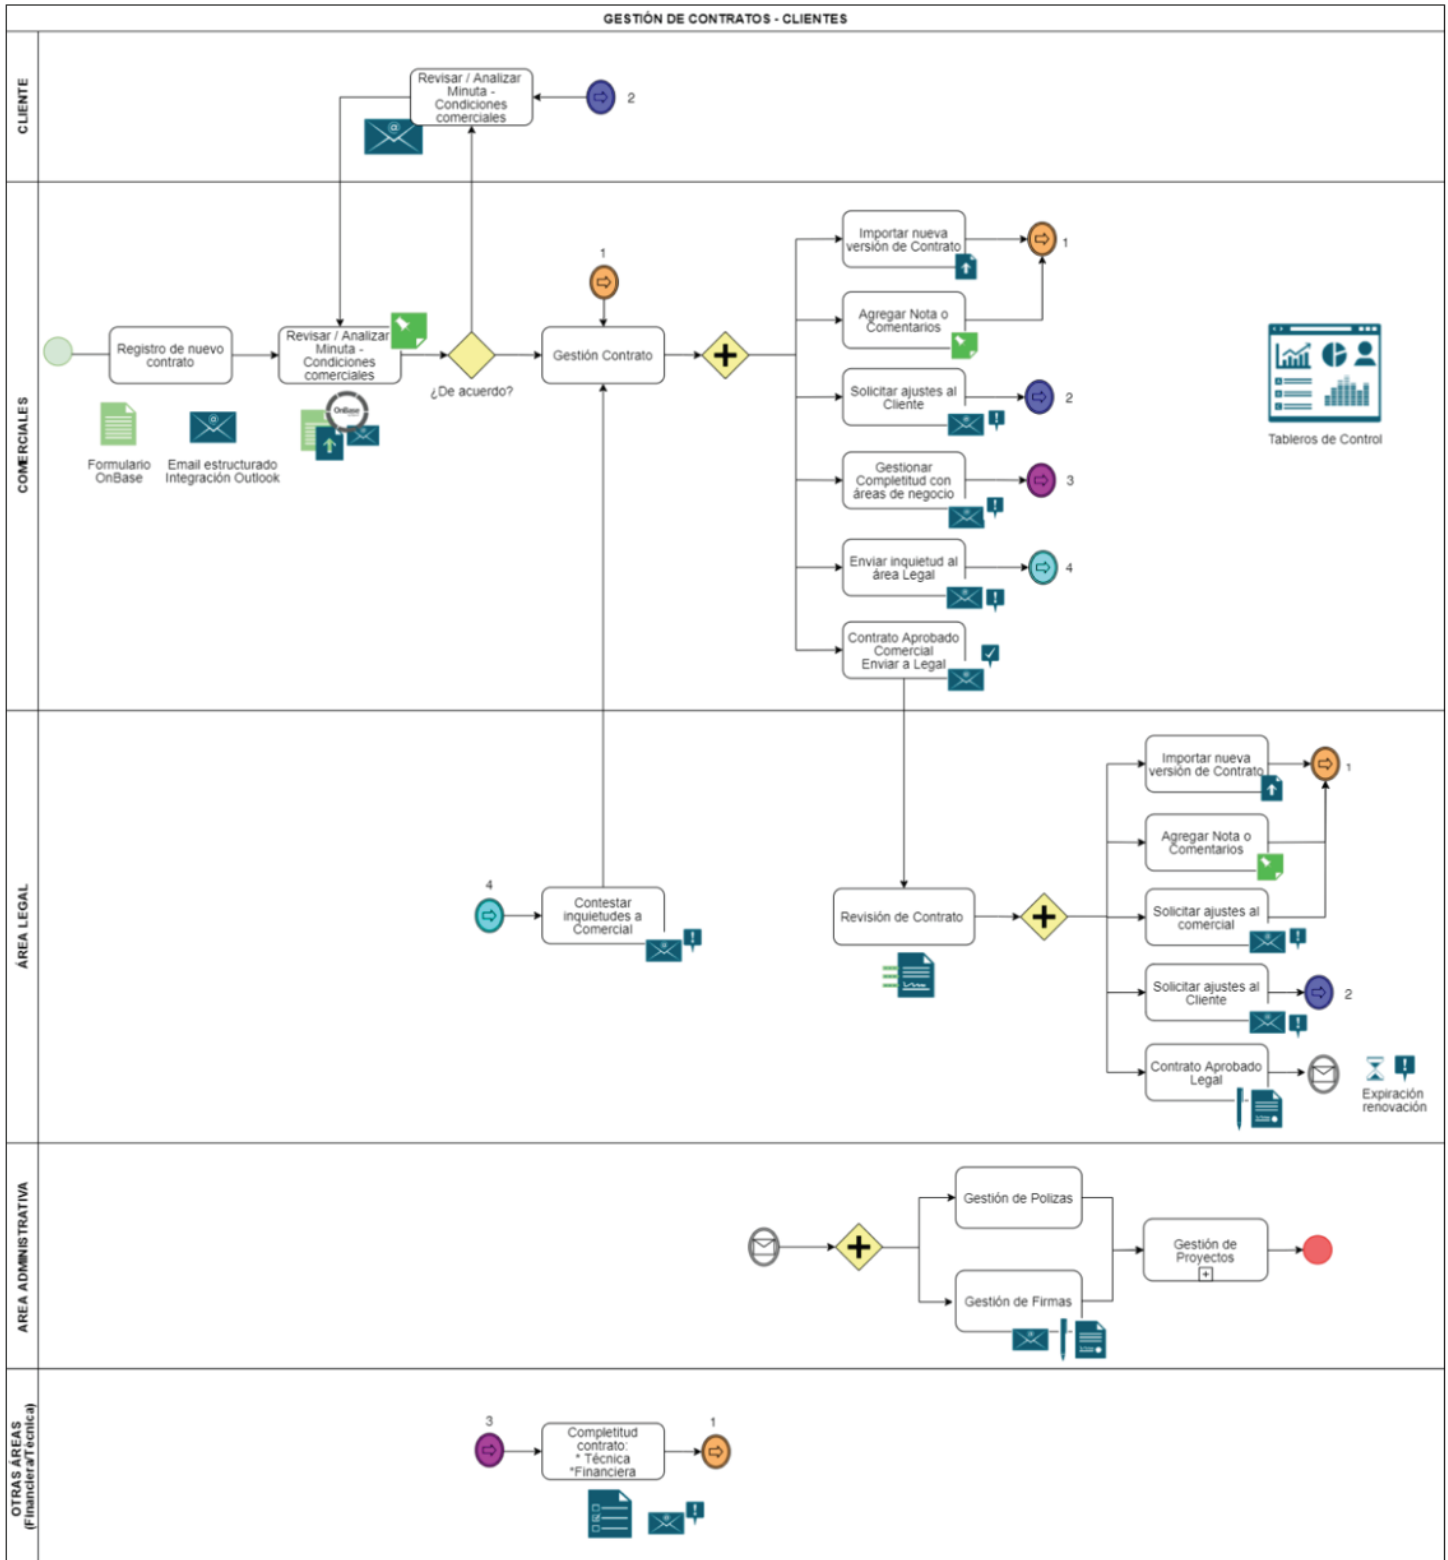 GESTIÓN DE CONTRATOS - CLIENTES
CLIENTE
Revisar / Analizar
Minuta -
Condiciones
comerciales
@
2
COMERCIALES
Registro de nuevo
contrato
Formulario
OnBase
@
Email estructurado
Integración Outlook
Revisar / Analizar
Minuta -
Condiciones
comerciales
OnBase
¿De acuerdo?
1
Gestión Contrato
Importar nueva
versión de Contrato
1
Agregar Nota o
Comentarios
Solicitar ajustes al
Cliente
2
Gestionar
Completitud con
áreas de negocio
3
Enviar inquietud al
área Legal
4
Contrato Aprobado
Comercial
Enviar a Legal
Tableros de Control
ÁREA LEGAL
4
Contestar
inquietudes a
Comercial
Revisión de Contrato
Importar nueva
versión de Contrato
1
Agregar Nota o
Comentarios
Solicitar ajustes al
comercial
Solicitar ajustes al
Cliente
2
Contrato Aprobado
Legal
Expiración
renovación
AREA ADMINISTRATIVA
Gestión de Polizas
Gestión de Firmas
Gestión de
Proyectos
OTRAS ÁREAS
(Financiera/Técnica)
3
Completitud
contrato:
* Técnica
*Financiera
1